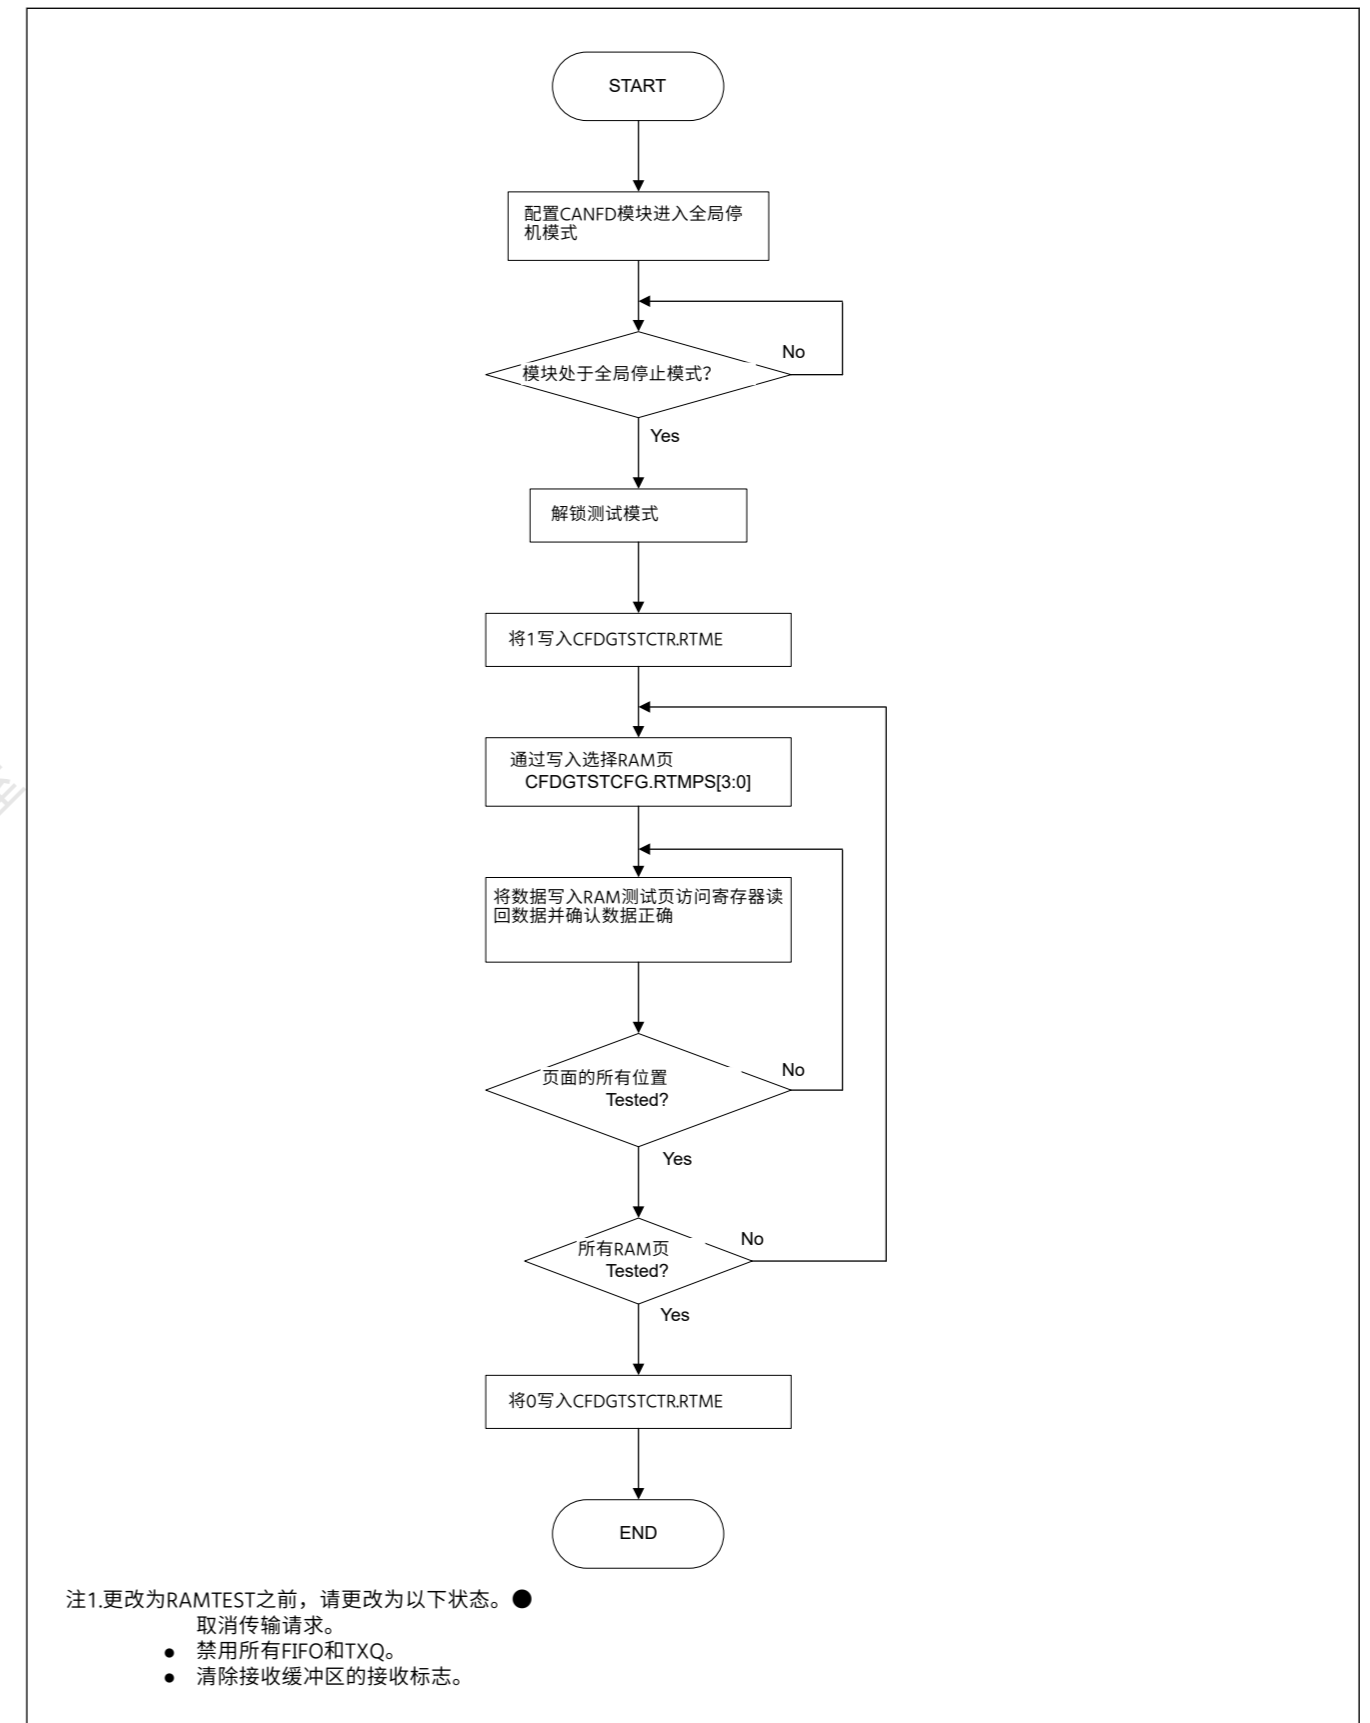 START
配置CANFD模块进入全局停
机模式
No
模块处于全局停止模式?
Yes
解锁测试模式
将1写入CFDGTSTCTR.RTME
通过写入选择RAM页
CFDGTSTCFG.RTMPS[3:0]
将数据写入RAM测试页访问寄存器读
回数据并确认数据正确
No
页面的所有位置
Tested?
Yes
No
所有RAM页
Tested?
Yes
将0写入CFDGTSTCTR.RTME
END
注1.更改为RAMTEST之前，请更改为以下状态。●
取消传输请求。
● 禁用所有FIFO和TXQ。
● 清除接收缓冲区的接收标志。